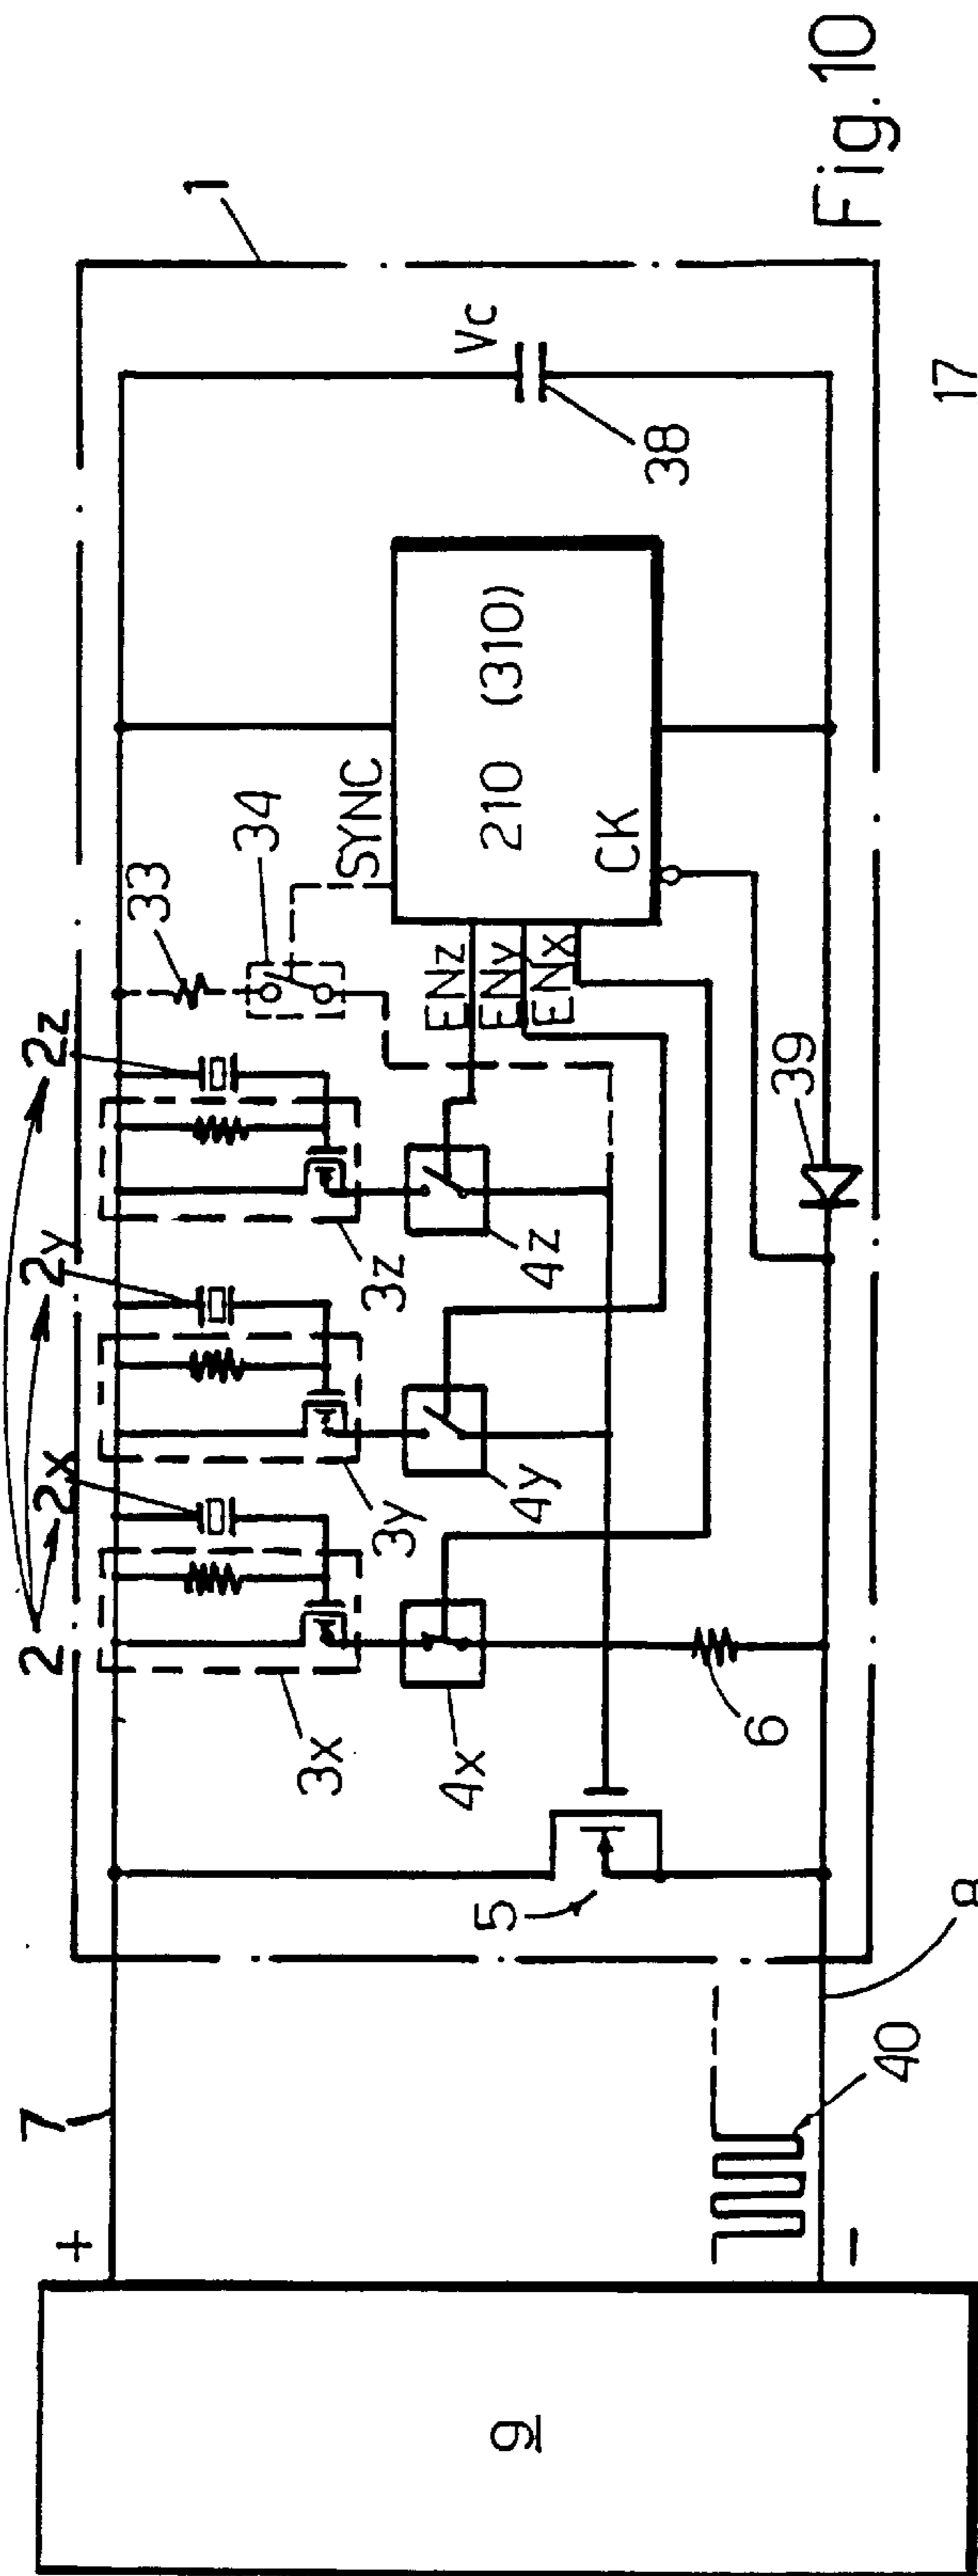 Fig. 10
1
2
2x
2y
2z
33
34
SYNC
Vc
38
ENz
ENy
ENx
210 (310)
CK
39
3x
3y
3z
4x
4y
4z
5
6
7
+
9
−
40
8
17